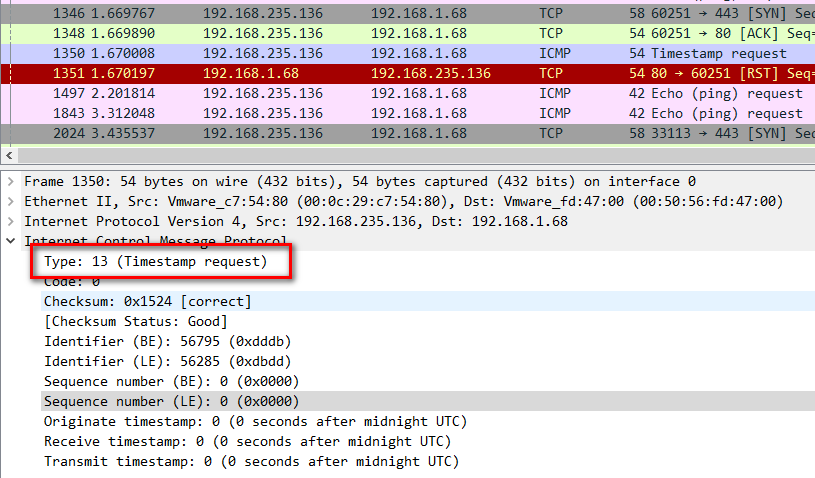 1346 1.669767 192.168.235.136 192.168.1.68 TCP 58 60251 → 443 [SYN] Seq
1348 1.669890 192.168.235.136 192.168.1.68 TCP 54 60251 → 80 [ACK] Seq=
1350 1.670008 192.168.235.136 192.168.1.68 ICMP 54 Timestamp request
1351 1.670197 192.168.1.68 192.168.235.136 TCP 54 80 → 60251 [RST] Seq=
1497 2.201814 192.168.235.136 192.168.1.68 ICMP 42 Echo (ping) request
1843 3.312048 192.168.235.136 192.168.1.68 ICMP 42 Echo (ping) request
2024 3.435537 192.168.235.136 192.168.1.68 TCP 58 33113 → 443 [SYN] Seq
Frame 1350: 54 bytes on wire (432 bits), 54 bytes captured (432 bits) on interface 0
Ethernet II, Src: Vmware_c7:54:80 (00:0c:29:c7:54:80), Dst: Vmware_fd:47:00 (00:50:56:fd:47:00)
Internet Protocol Version 4, Src: 192.168.235.136, Dst: 192.168.1.68
Internet Control Message Protocol
Type: 13 (Timestamp request)
Code: 0
Checksum: 0x1524 [correct]
[Checksum Status: Good]
Identifier (BE): 56795 (0xdddb)
Identifier (LE): 56285 (0xdbdd)
Sequence number (BE): 0 (0x0000)
Sequence number (LE): 0 (0x0000)
Originate timestamp: 0 (0 seconds after midnight UTC)
Receive timestamp: 0 (0 seconds after midnight UTC)
Transmit timestamp: 0 (0 seconds after midnight UTC)